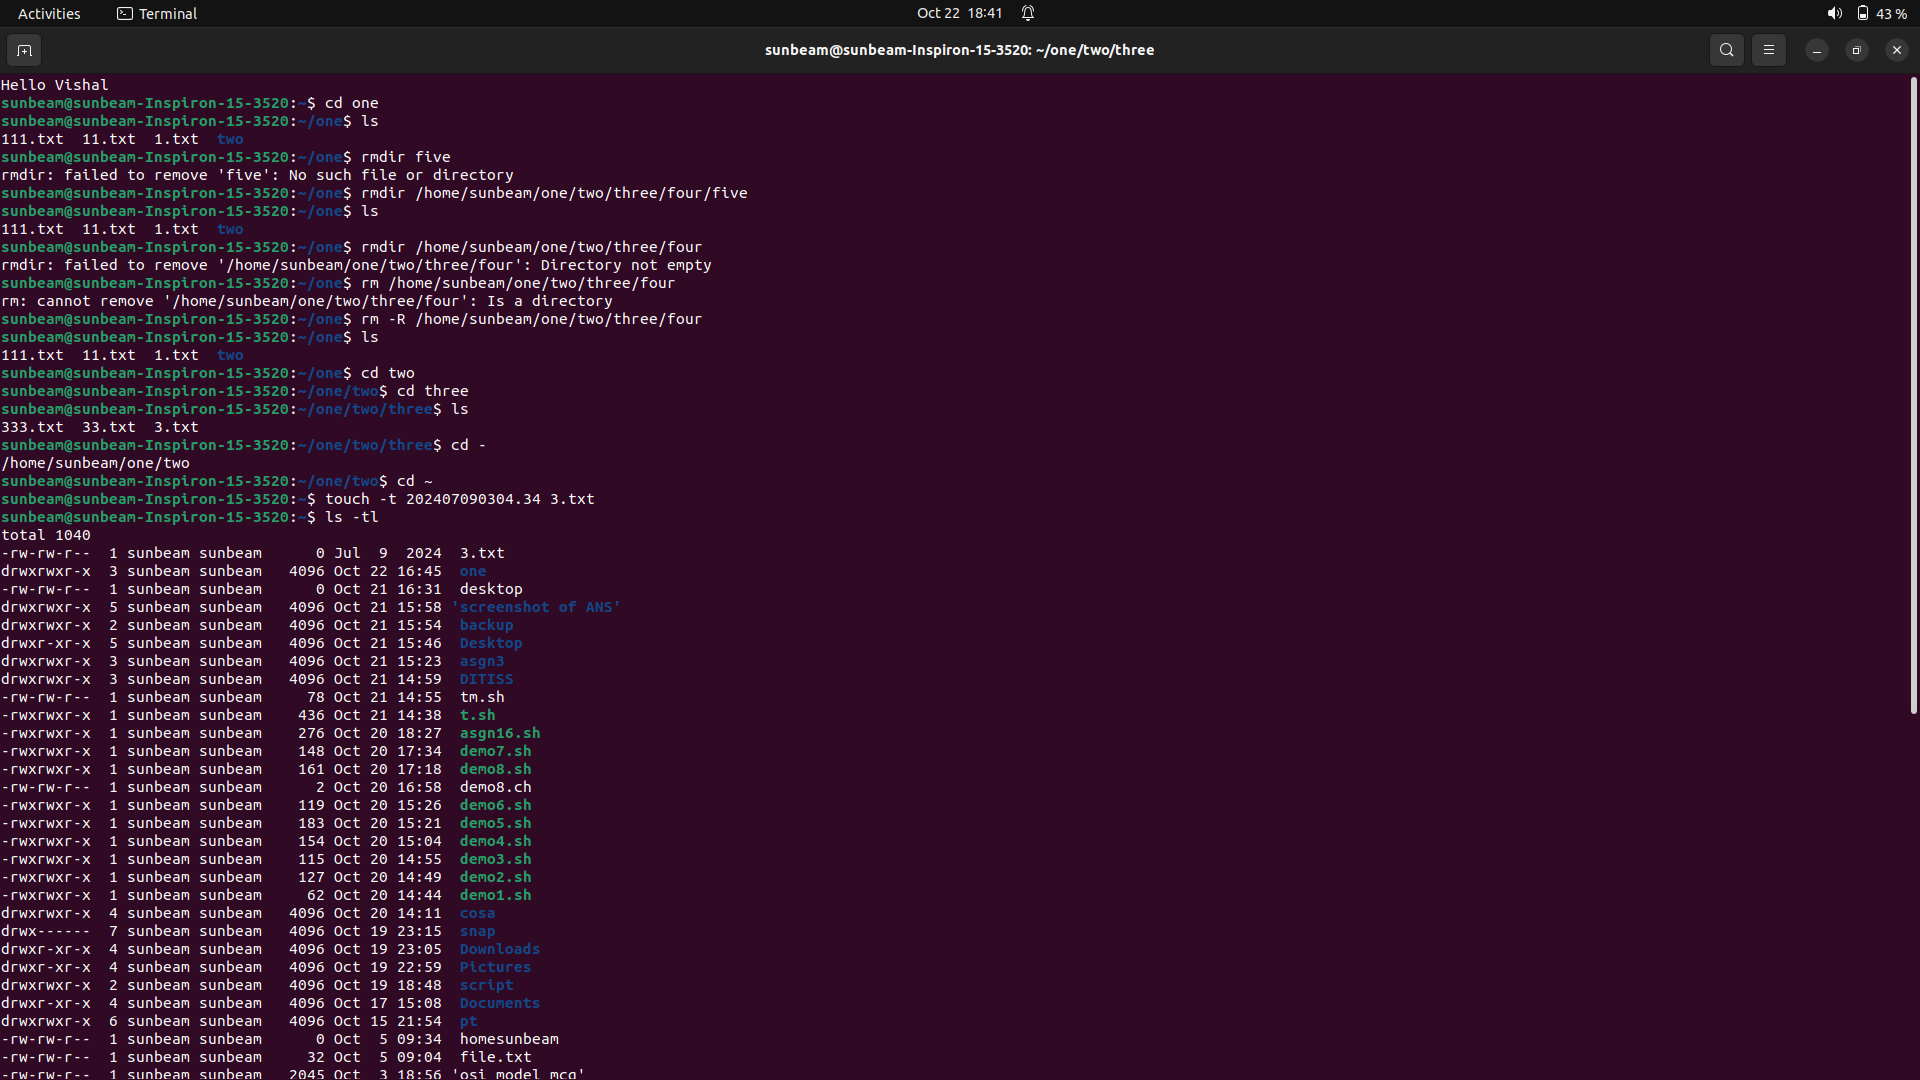 Activities Terminal Oct 22 18:41 43 %
sunbeam@sunbeam-Inspiron-15-3520: ~/one/two/three
Hello Vishal
sunbeam@sunbeam-Inspiron-15-3520:~$ cd one
sunbeam@sunbeam-Inspiron-15-3520:~/one$ ls
111.txt  11.txt  1.txt  two
sunbeam@sunbeam-Inspiron-15-3520:~/one$ rmdir five
rmdir: failed to remove 'five': No such file or directory
sunbeam@sunbeam-Inspiron-15-3520:~/one$ rmdir /home/sunbeam/one/two/three/four/five
sunbeam@sunbeam-Inspiron-15-3520:~/one$ ls
111.txt  11.txt  1.txt  two
sunbeam@sunbeam-Inspiron-15-3520:~/one$ rmdir /home/sunbeam/one/two/three/four
rmdir: failed to remove '/home/sunbeam/one/two/three/four': Directory not empty
sunbeam@sunbeam-Inspiron-15-3520:~/one$ rm /home/sunbeam/one/two/three/four
rm: cannot remove '/home/sunbeam/one/two/three/four': Is a directory
sunbeam@sunbeam-Inspiron-15-3520:~/one$ rm -R /home/sunbeam/one/two/three/four
sunbeam@sunbeam-Inspiron-15-3520:~/one$ ls
111.txt  11.txt  1.txt  two
sunbeam@sunbeam-Inspiron-15-3520:~/one$ cd two
sunbeam@sunbeam-Inspiron-15-3520:~/one/two$ cd three
sunbeam@sunbeam-Inspiron-15-3520:~/one/two/three$ ls
333.txt  33.txt  3.txt
sunbeam@sunbeam-Inspiron-15-3520:~/one/two/three$ cd -
/home/sunbeam/one/two
sunbeam@sunbeam-Inspiron-15-3520:~/one/two$ cd ~
sunbeam@sunbeam-Inspiron-15-3520:~$ touch -t 202407090304.34 3.txt
sunbeam@sunbeam-Inspiron-15-3520:~$ ls -tl
total 1040
-rw-rw-r--  1 sunbeam sunbeam      0 Jul  9  2024  3.txt
drwxrwxr-x  3 sunbeam sunbeam   4096 Oct 22 16:45  one
-rw-rw-r--  1 sunbeam sunbeam      0 Oct 21 16:31  desktop
drwxrwxr-x  5 sunbeam sunbeam   4096 Oct 21 15:58 'screenshot of ANS'
drwxrwxr-x  2 sunbeam sunbeam   4096 Oct 21 15:54  backup
drwxr-xr-x  5 sunbeam sunbeam   4096 Oct 21 15:46  Desktop
drwxrwxr-x  3 sunbeam sunbeam   4096 Oct 21 15:23  asgn3
drwxrwxr-x  3 sunbeam sunbeam   4096 Oct 21 14:59  DITISS
-rw-rw-r--  1 sunbeam sunbeam     78 Oct 21 14:55  tm.sh
-rwxrwxr-x  1 sunbeam sunbeam    436 Oct 21 14:38  t.sh
-rwxrwxr-x  1 sunbeam sunbeam    276 Oct 20 18:27  asgn16.sh
-rwxrwxr-x  1 sunbeam sunbeam    148 Oct 20 17:34  demo7.sh
-rwxrwxr-x  1 sunbeam sunbeam    161 Oct 20 17:18  demo8.sh
-rw-rw-r--  1 sunbeam sunbeam      2 Oct 20 16:58  demo8.ch
-rwxrwxr-x  1 sunbeam sunbeam    119 Oct 20 15:26  demo6.sh
-rwxrwxr-x  1 sunbeam sunbeam    183 Oct 20 15:21  demo5.sh
-rwxrwxr-x  1 sunbeam sunbeam    154 Oct 20 15:04  demo4.sh
-rwxrwxr-x  1 sunbeam sunbeam    115 Oct 20 14:55  demo3.sh
-rwxrwxr-x  1 sunbeam sunbeam    127 Oct 20 14:49  demo2.sh
-rwxrwxr-x  1 sunbeam sunbeam     62 Oct 20 14:44  demo1.sh
drwxrwxr-x  4 sunbeam sunbeam   4096 Oct 20 14:11  cosa
drwx------  7 sunbeam sunbeam   4096 Oct 19 23:15  snap
drwxr-xr-x  4 sunbeam sunbeam   4096 Oct 19 23:05  Downloads
drwxr-xr-x  4 sunbeam sunbeam   4096 Oct 19 22:59  Pictures
drwxrwxr-x  2 sunbeam sunbeam   4096 Oct 19 18:48  script
drwxr-xr-x  4 sunbeam sunbeam   4096 Oct 17 15:08  Documents
drwxrwxr-x  6 sunbeam sunbeam   4096 Oct 15 21:54  pt
-rw-rw-r--  1 sunbeam sunbeam      0 Oct  5 09:34  homesunbeam
-rw-rw-r--  1 sunbeam sunbeam     32 Oct  5 09:04  file.txt
-rw-rw-r--  1 sunbeam sunbeam   2045 Oct  3 18:56 'osi model mcq'